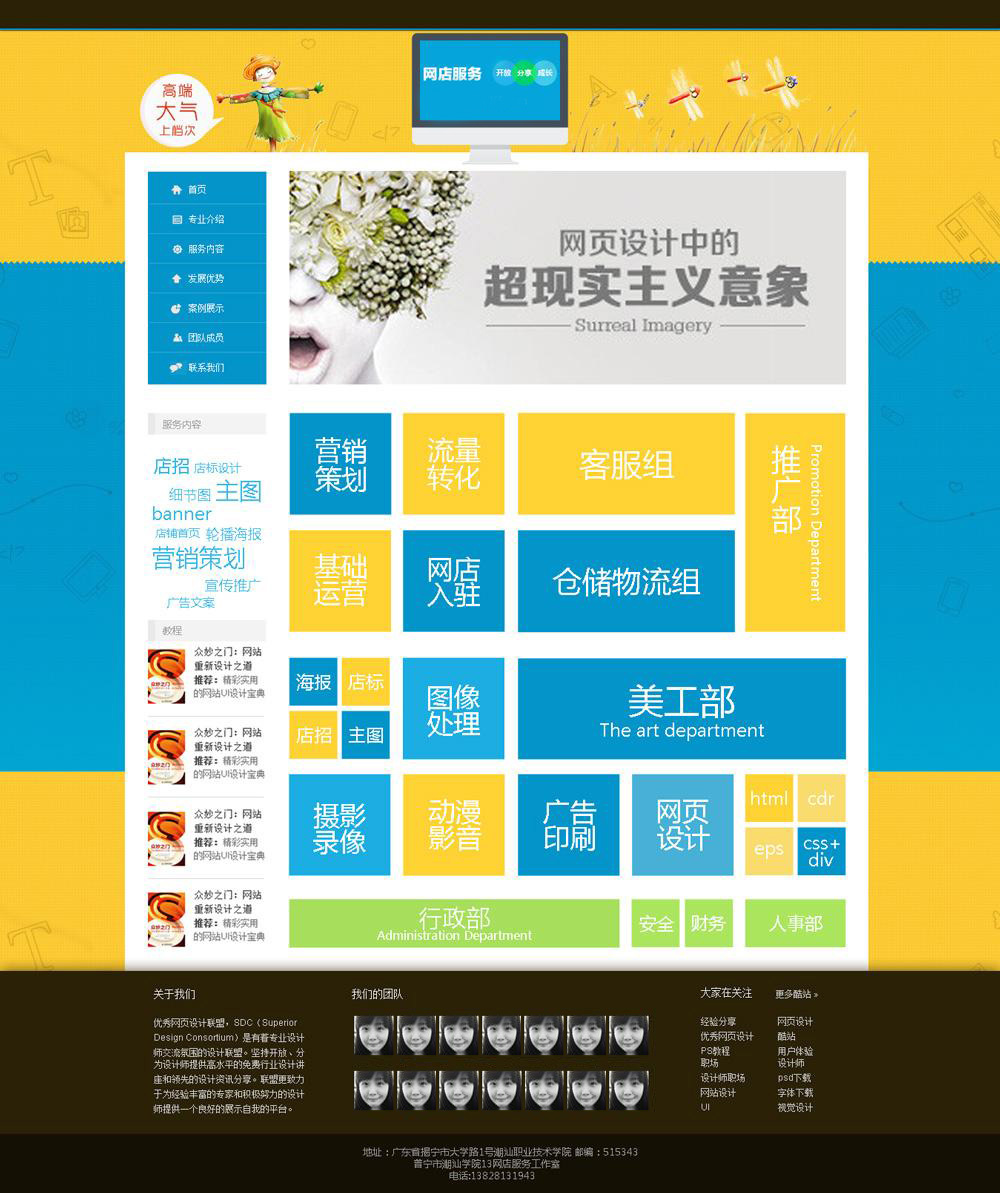 高端
大气
上档次
网店服务
开放 分享 成长
首页
专业介绍
服务内容
发展优势
案例展示
团队成员
联系我们
网页设计中的
超现实主义意象
Surreal Imagery
服务内容
店招 店标设计
细节图 主图
banner
店铺首页 轮播海报
营销策划
宣传推广
广告文案
教程
众妙之门：网站
重新设计之道
推荐：精彩实用
的网站UI设计宝典
众妙之门：网站
重新设计之道
推荐：精彩实用
的网站UI设计宝典
众妙之门：网站
重新设计之道
推荐：精彩实用
的网站UI设计宝典
众妙之门：网站
重新设计之道
推荐：精彩实用
的网站UI设计宝典
营销
策划
流量
转化
客服组
推广部
Promotion Department
基础
运营
网店
入驻
仓储物流组
海报
店标
店招
主图
图像
处理
美工部
The art department
摄影
录像
动漫
影音
广告
印刷
网页
设计
html
cdr
eps
css+
div
行政部
Administration Department
安全
财务
人事部
关于我们
优秀网页设计联盟，SDC（Superior
Design Consortium）是有着专业设计
师交流氛围的设计联盟。坚持开放、分
为设计师提供高水平的免费行业设计讲
座和领先的设计资讯分享。联盟更致力
于为经验丰富的专家和积极努力的设计
师提供一个良好的展示自我的平台。
我们的团队
大家在关注
更多酷站 »
经验分享
优秀网页设计
PS教程
职场
设计师职场
网站设计
UI
网页设计
酷站
用户体验
设计师
psd下载
字体下载
视觉设计
地址：广东省揭宁市大学路1号潮汕职业技术学院 邮编：515343
普宁市潮汕学院13网店服务工作室
电话:13828131943